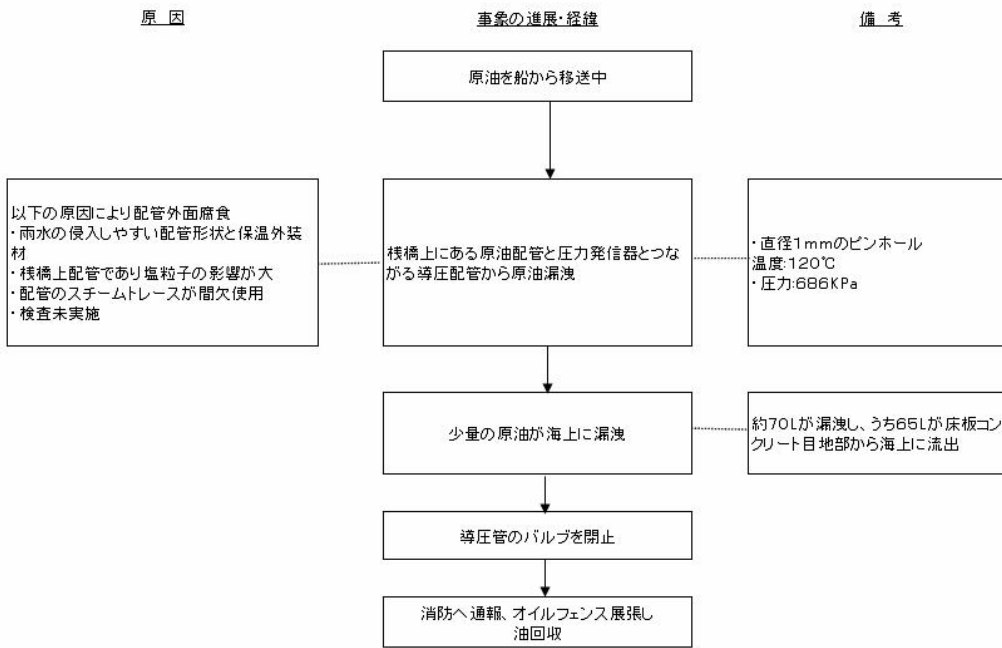 原 因
事象の進展・経緯
備 考
原油を船から移送中
以下の原因により配管外面腐食
・雨水の侵入しやすい配管形状と保温外装
材
・桟橋上配管であり塩粒子の影響が大
・配管のスチームトレースが間欠使用
・検査未実施
桟橋上にある原油配管と圧力発信器とつな
がる導圧配管から原油漏洩
・直径1mmのピンホール
温度:120℃
・圧力:686KPa
少量の原油が海上に漏洩
約70Lが漏洩し、うち65Lが床板コン
クリート目地部から海上に流出
導圧管のバルブを閉止
消防へ通報、オイルフェンス展張し
油回収